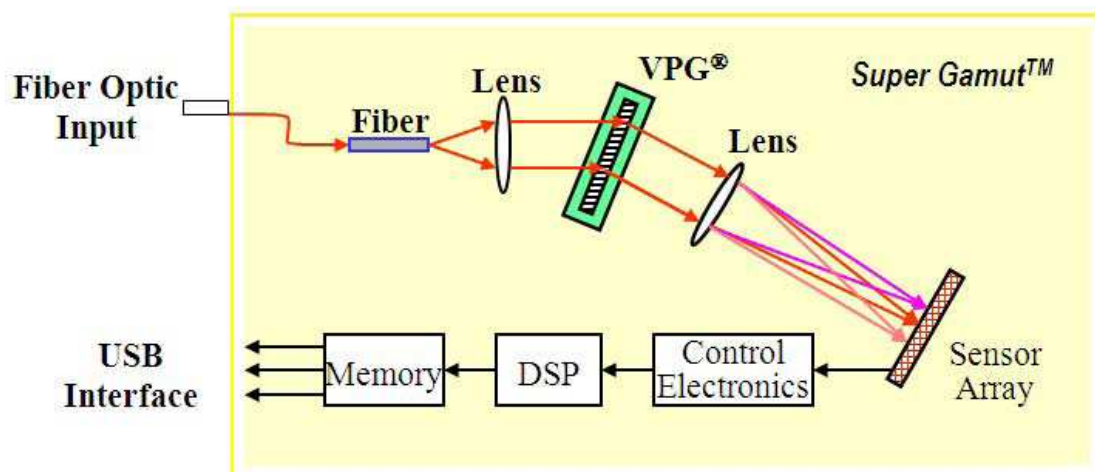 Fiber Optic
Input
Fiber
Lens
VPG®
Super Gamut™
Lens
USB
Interface
Memory
DSP
Control
Electronics
Sensor
Array